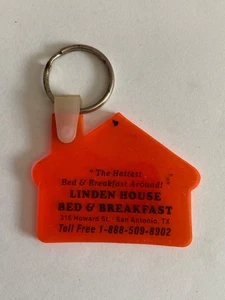 "The Hottest
Bed & Breakfast Around!"
LINDEN HOUSE
BED & BREAKFAST
315 Howard St. - San Antonio, TX
Toll Free 1-888-509-8902